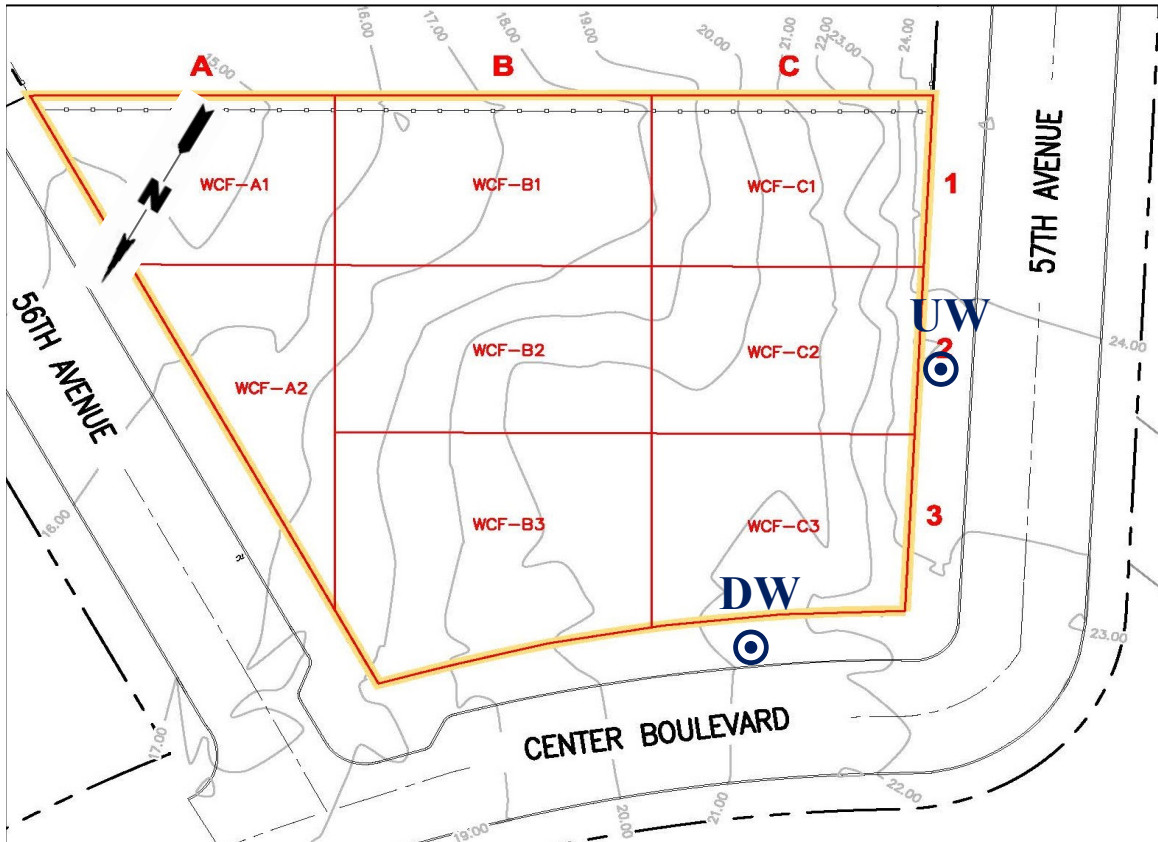 16.00
17.00
18.00
19.00
20.00
21.00
22.00
23.00
24.00
A
B
C
15.00
N
WCF-A1
WCF-B1
WCF-C1
1
57TH AVENUE
56TH AVENUE
UW
2
24.00
WCF-A2
WCF-B2
WCF-C2
16.00
WCF-B3
WCF-C3
3
DW
23.00
17.00
CENTER BOULEVARD
19.00
20.00
21.00
22.00